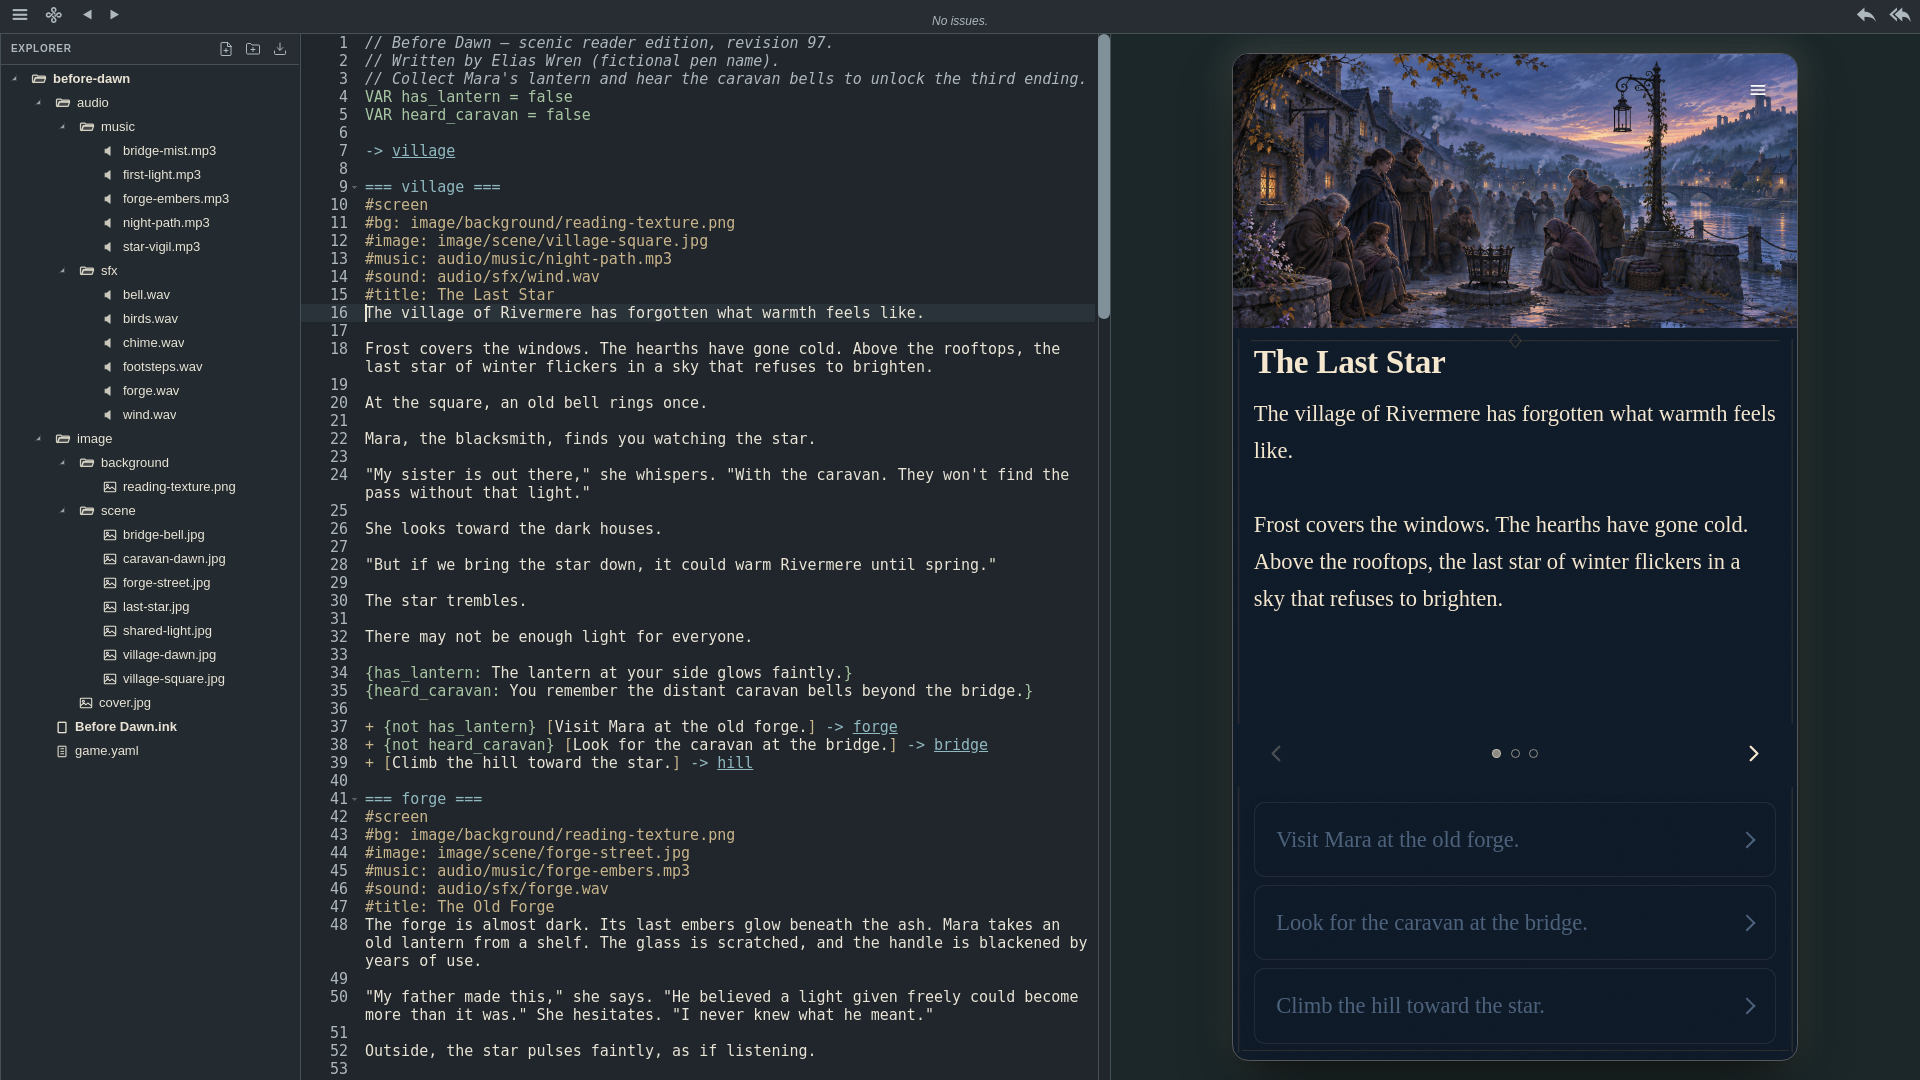 No issues.
EXPLORER
before-dawn
audio
music
bridge-mist.mp3
first-light.mp3
forge-embers.mp3
night-path.mp3
star-vigil.mp3
sfx
bell.wav
birds.wav
chime.wav
footsteps.wav
forge.wav
wind.wav
image
background
reading-texture.png
scene
bridge-bell.jpg
caravan-dawn.jpg
forge-street.jpg
last-star.jpg
shared-light.jpg
village-dawn.jpg
village-square.jpg
cover.jpg
Before Dawn.ink
game.yaml
1 // Before Dawn — scenic reader edition, revision 97.
2 // Written by Elias Wren (fictional pen name).
3 // Collect Mara's lantern and hear the caravan bells to unlock the third ending.
4 VAR has_lantern = false
5 VAR heard_caravan = false
6
7 -> village
8
9 === village ===
10 #screen
11 #bg: image/background/reading-texture.png
12 #image: image/scene/village-square.jpg
13 #music: audio/music/night-path.mp3
14 #sound: audio/sfx/wind.wav
15 #title: The Last Star
16 The village of Rivermere has forgotten what warmth feels like.
17
18 Frost covers the windows. The hearths have gone cold. Above the rooftops, the
last star of winter flickers in a sky that refuses to brighten.
19
20 At the square, an old bell rings once.
21
22 Mara, the blacksmith, finds you watching the star.
23
24 "My sister is out there," she whispers. "With the caravan. They won't find the
pass without that light."
25
26 She looks toward the dark houses.
27
28 "But if we bring the star down, it could warm Rivermere until spring."
29
30 The star trembles.
31
32 There may not be enough light for everyone.
33
34 {has_lantern: The lantern at your side glows faintly.}
35 {heard_caravan: You remember the distant caravan bells beyond the bridge.}
36
37 + {not has_lantern} [Visit Mara at the old forge.] -> forge
38 + {not heard_caravan} [Look for the caravan at the bridge.] -> bridge
39 + [Climb the hill toward the star.] -> hill
40
41 === forge ===
42 #screen
43 #bg: image/background/reading-texture.png
44 #image: image/scene/forge-street.jpg
45 #music: audio/music/forge-embers.mp3
46 #sound: audio/sfx/forge.wav
47 #title: The Old Forge
48 The forge is almost dark. Its last embers glow beneath the ash. Mara takes an
old lantern from a shelf. The glass is scratched, and the handle is blackened by
years of use.
49
50 "My father made this," she says. "He believed a light given freely could become
more than it was." She hesitates. "I never knew what he meant."
51
52 Outside, the star pulses faintly, as if listening.
53
The Last Star
The village of Rivermere has forgotten what warmth feels
like.
Frost covers the windows. The hearths have gone cold.
Above the rooftops, the last star of winter flickers in a
sky that refuses to brighten.
Visit Mara at the old forge.
Look for the caravan at the bridge.
Climb the hill toward the star.